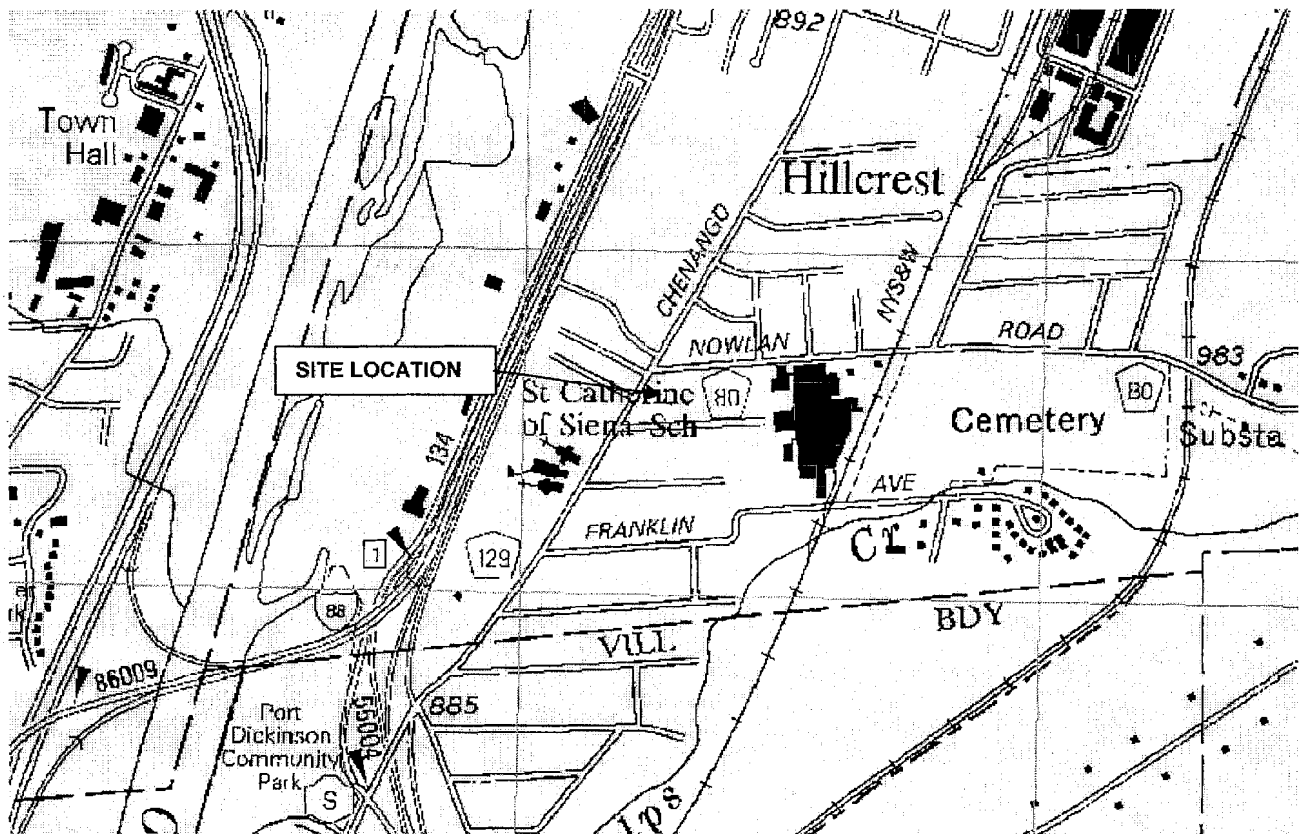 892
Town
Hall
Hillcrest
CHENANGO
NYS&W
NOWLAN
ROAD
983
SITE LOCATION
St Catherine
of Siena Sch
80
80
Cemetery
Substa
134
AVE
FRANKLIN
Cr
1
129
88
VILL
BDY
86009
885
Port
Dickinson
Community
Park
S